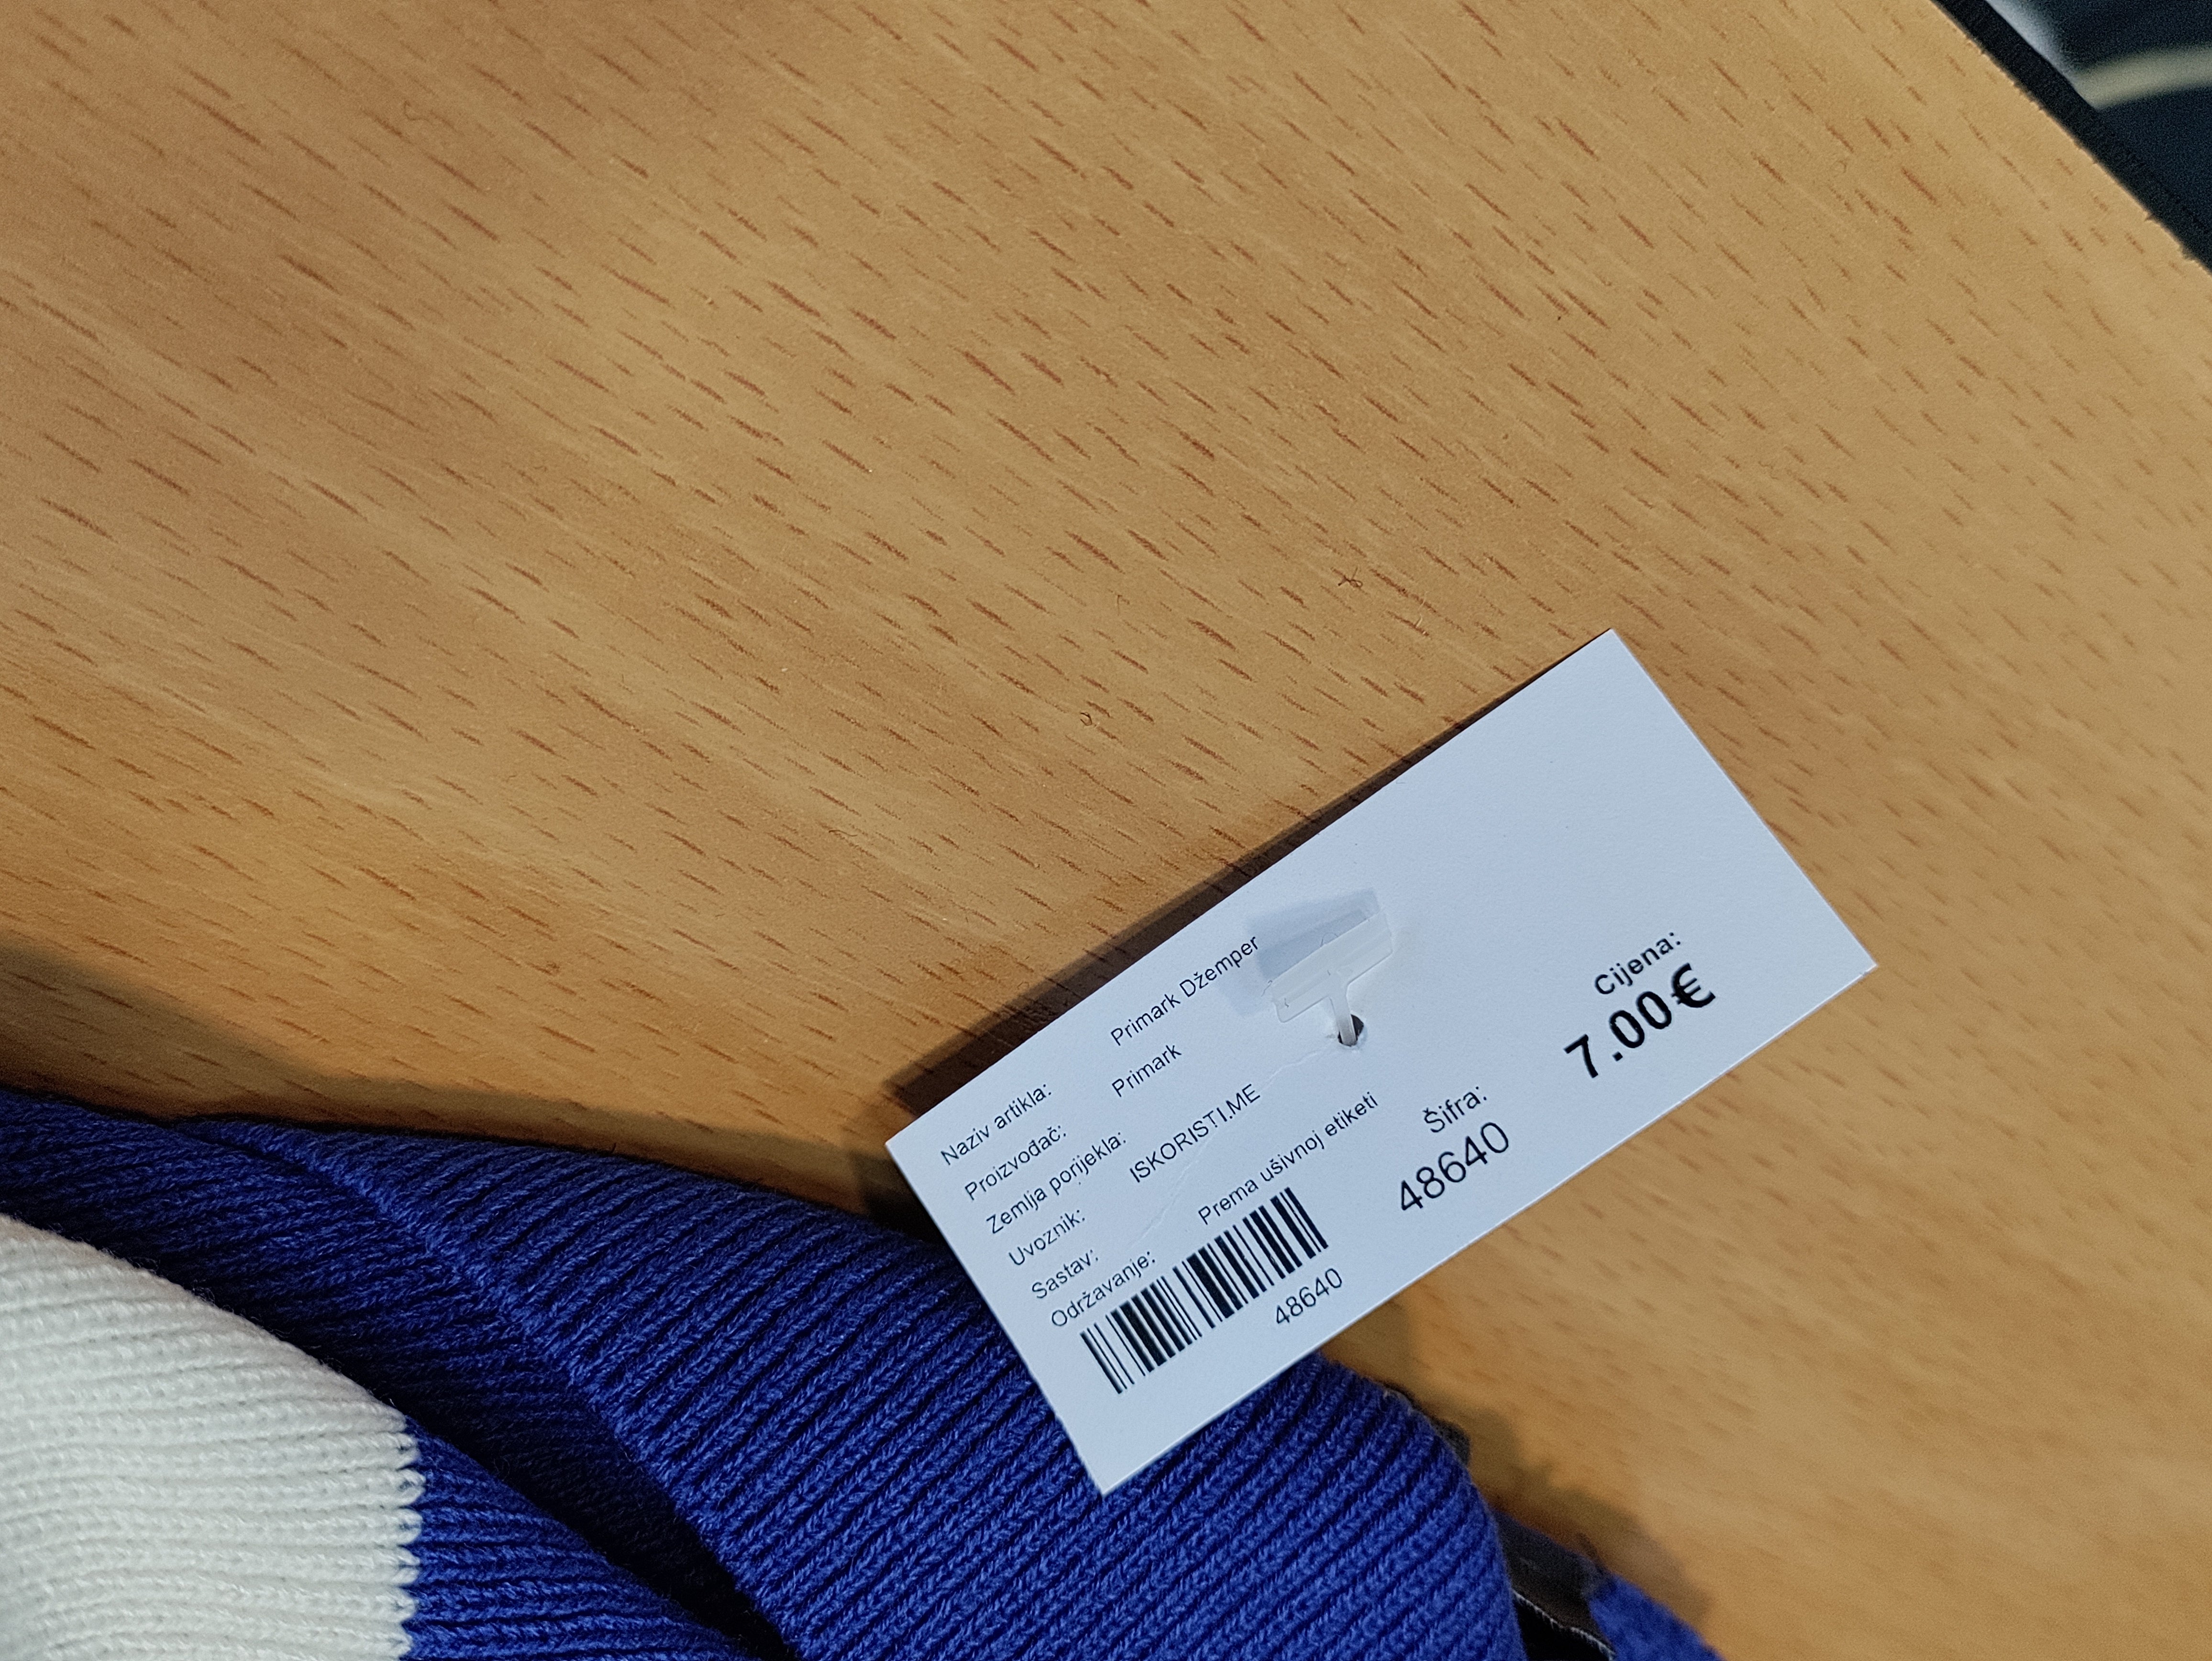 Naziv artikla: Primark Džemper
Proizvođač: Primark
Zemlja porijekla:
Uvoznik: ISKORISTI.ME
Sastav:
Održavanje: Prema ušivnoj etiketi
48640
Šifra:
48640
Cijena:
7.00€